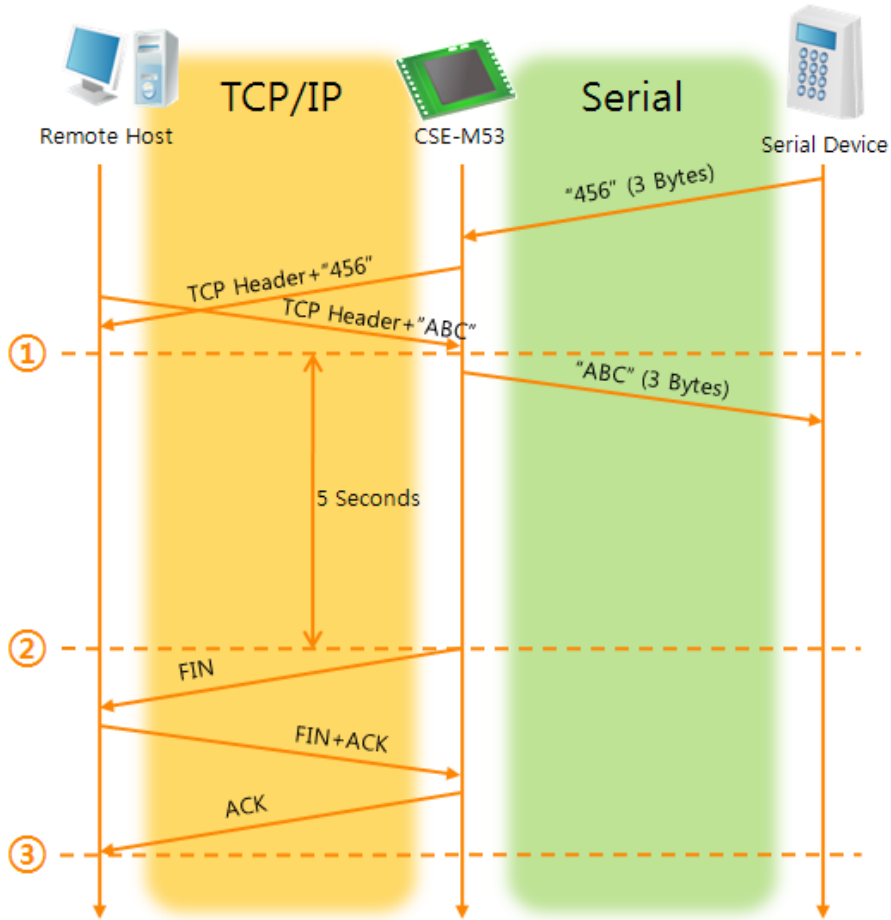 TCP/IP
Serial
Remote Host
CSE-M53
Serial Device
"456" (3 Bytes)
TCP Header+"456"
TCP Header+"ABC"
①
"ABC" (3 Bytes)
5 Seconds
②
FIN
FIN+ACK
ACK
③